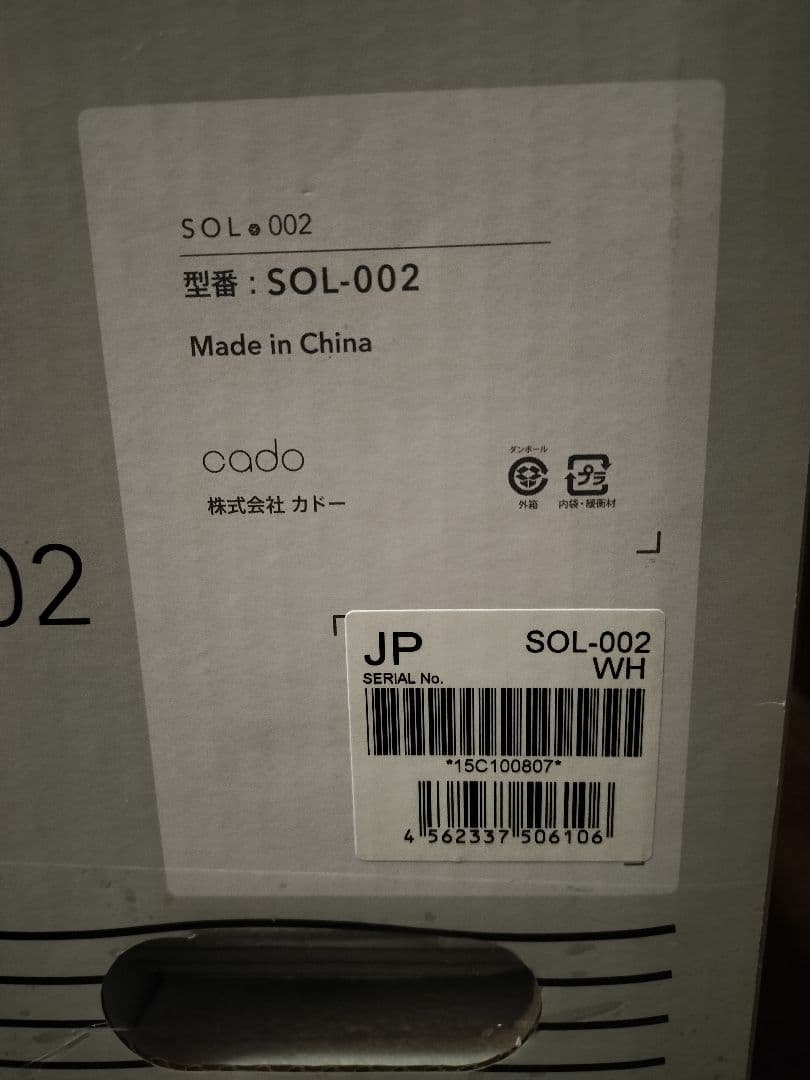 SOL 002
型番：SOL-002
Made in China
cado
株式会社 カドー
ダンボール
外箱
プラ
内袋・緩衝材
02
JP
SOL-002
WH
SERIAL No.
*15C100807*
4 562337 506106